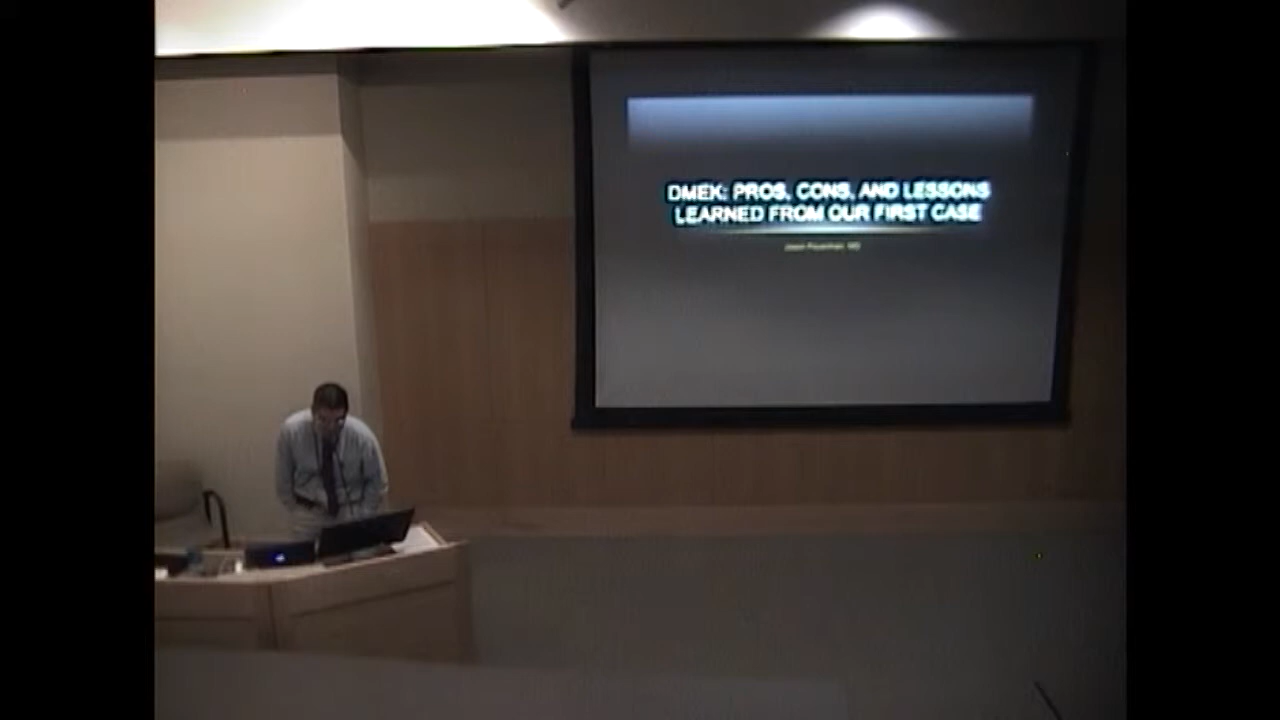 DMEK: PROS, CONS, AND LESSONS
LEARNED FROM OUR FIRST CASE